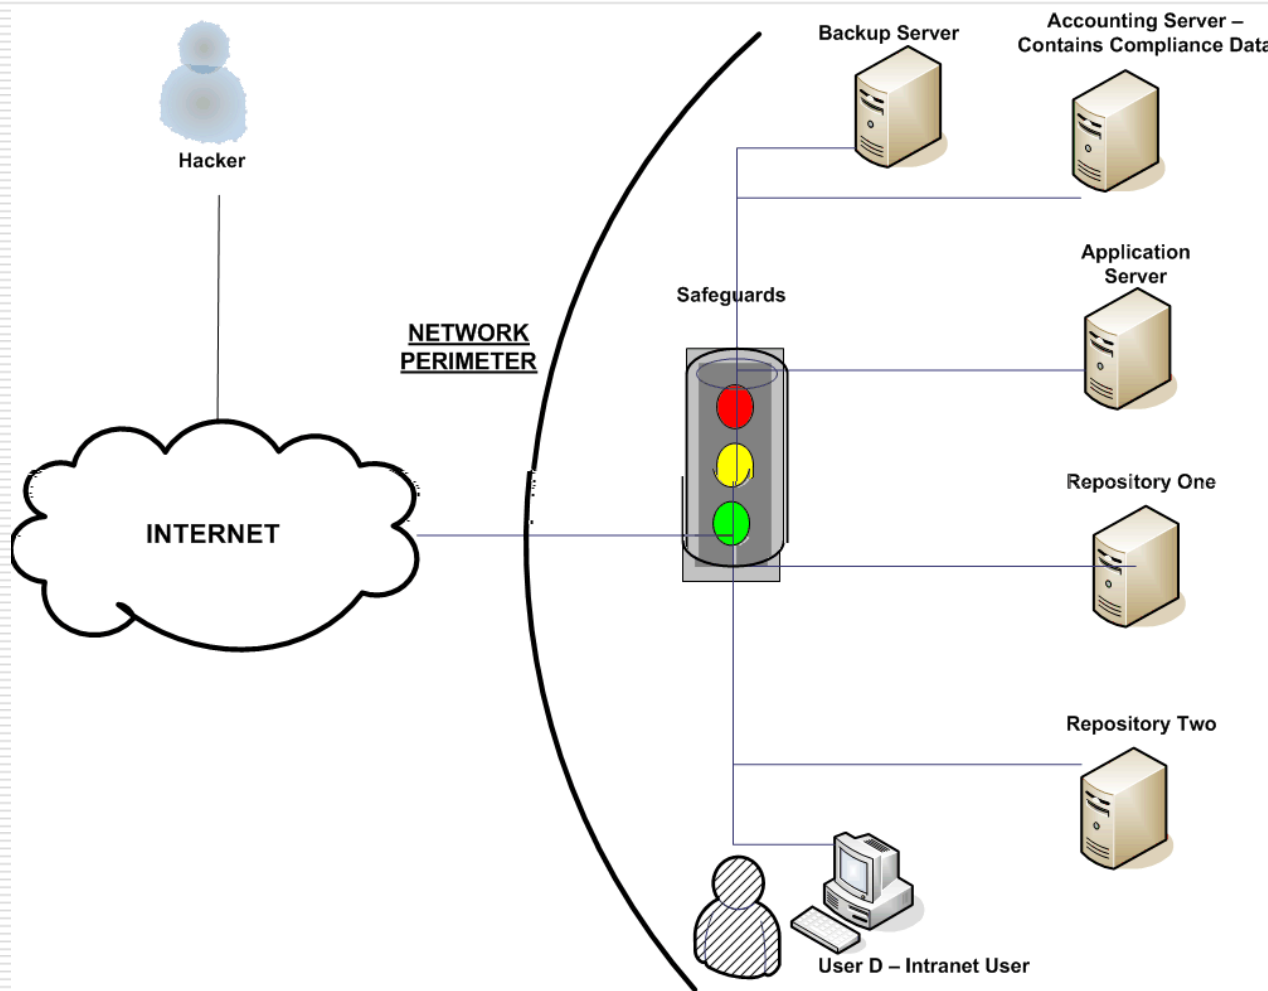 Backup Server
Accounting Server –
Contains Compliance Data
Hacker
Application
Server
Safeguards
NETWORK
PERIMETER
Repository One
INTERNET
Repository Two
User D – Intranet User